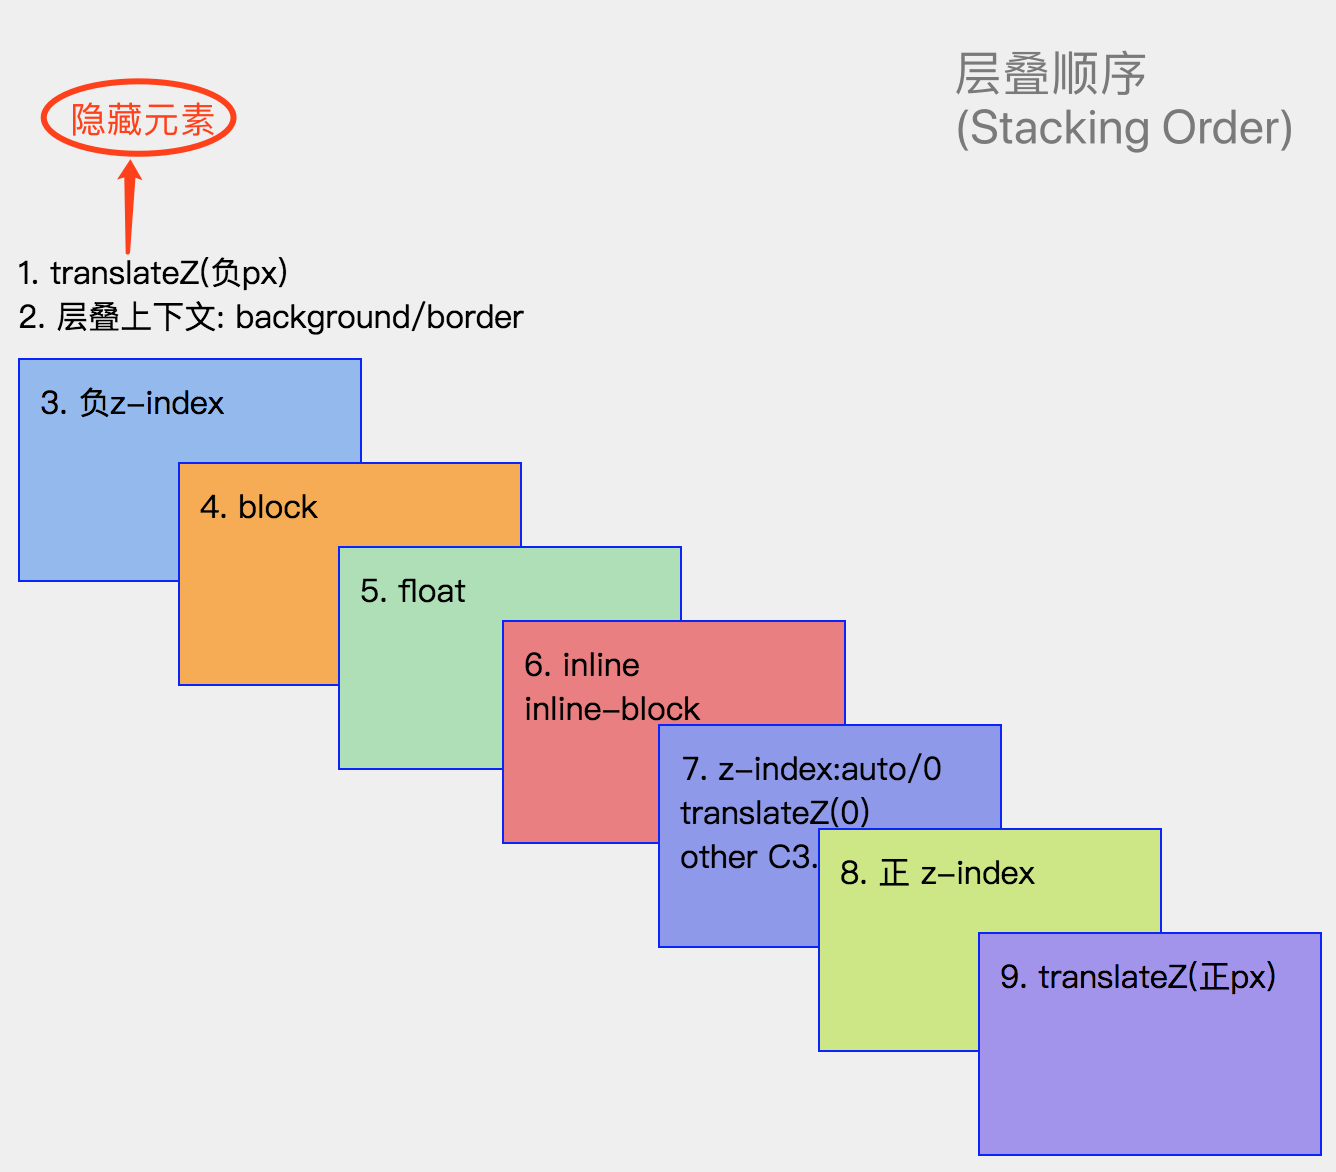 隐藏元素
层叠顺序
(Stacking Order)
1. translateZ(负px)
2. 层叠上下文: background/border
3. 负z-index
4. block
5. float
6. inline
inline-block
7. z-index:auto/0
translateZ(0)
other C3.
8. 正 z-index
9. translateZ(正px)